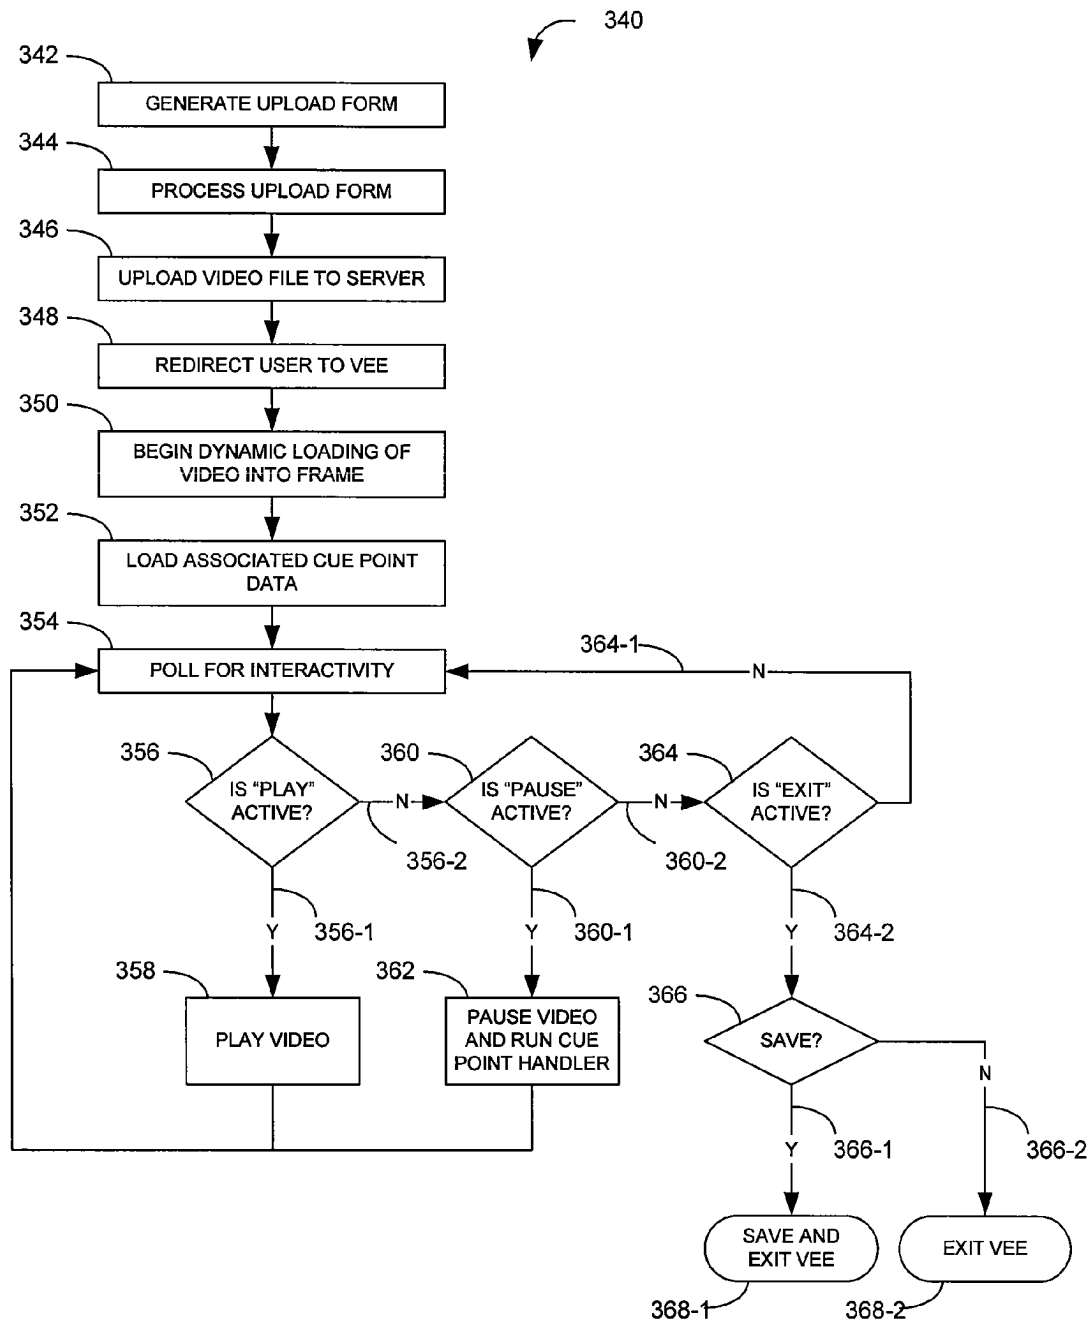 340
342
GENERATE UPLOAD FORM
344
PROCESS UPLOAD FORM
346
UPLOAD VIDEO FILE TO SERVER
348
REDIRECT USER TO VEE
350
BEGIN DYNAMIC LOADING OF
VIDEO INTO FRAME
352
LOAD ASSOCIATED CUE POINT
DATA
354
POLL FOR INTERACTIVITY
364-1
N
356
IS “PLAY”
ACTIVE?
N
356-2
360
IS “PAUSE”
ACTIVE?
N
360-2
364
IS “EXIT”
ACTIVE?
Y
356-1
Y
360-1
Y
364-2
358
PLAY VIDEO
362
PAUSE VIDEO
AND RUN CUE
POINT HANDLER
366
SAVE?
N
366-2
Y
366-1
SAVE AND
EXIT VEE
368-1
EXIT VEE
368-2